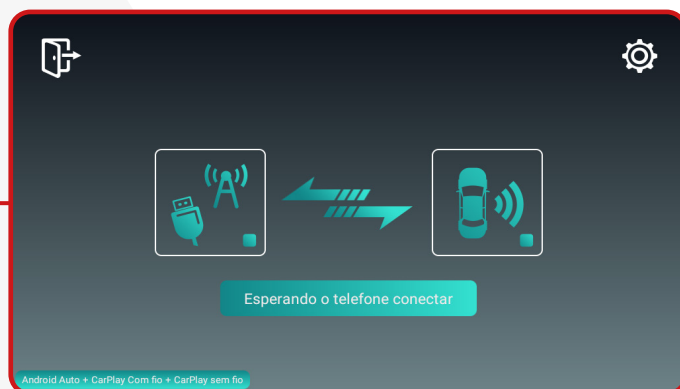 Esperando o telefone conectar
Android Auto + CarPlay Com fio + CarPlay sem fio